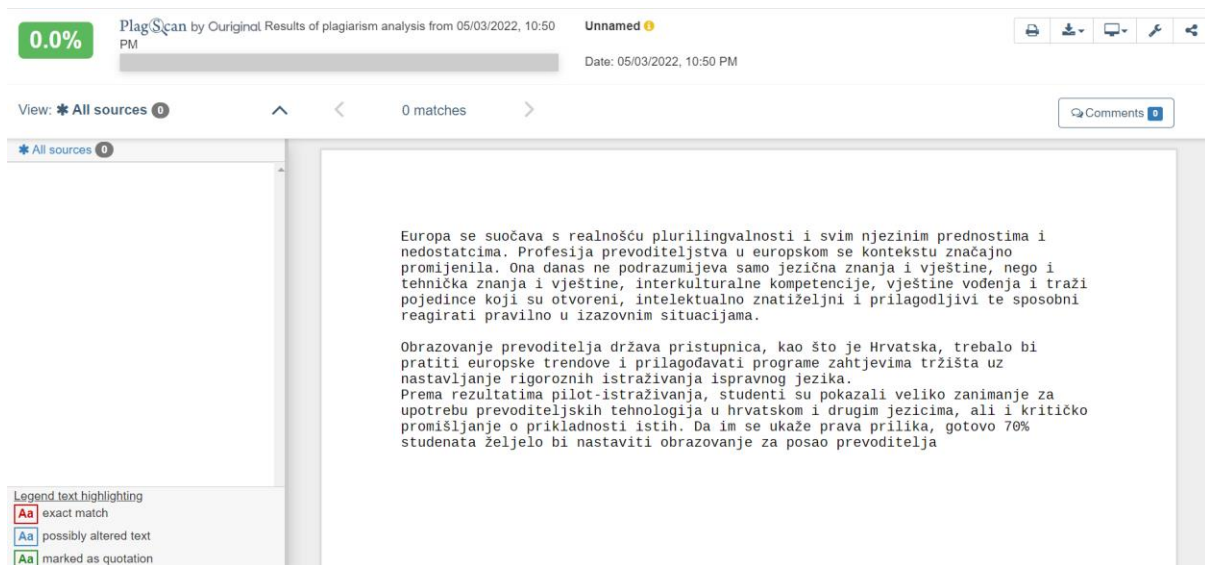 0.0%
PlagScan by Ouriginal Results of plagiarism analysis from 05/03/2022, 10:50
PM
Unnamed
Date: 05/03/2022, 10:50 PM
View: ✱ All sources 0
0 matches
Comments 0
✱ All sources 0
Europa se suočava s realnošću plurilingvalnosti i svim njezinim prednostima i
nedostatcima. Profesija prevoditeljstva u europskom se kontekstu značajno
promijenila. Ona danas ne podrazumijeva samo jezična znanja i vještine, nego i
tehnička znanja i vještine, interkulturalne kompetencije, vještine vođenja i traži
pojedince koji su otvoreni, intelektualno znatiželjni i prilagodljivi te sposobni
reagirati pravilno u izazovnim situacijama.
Obrazovanje prevoditelja država pristupnica, kao što je Hrvatska, trebalo bi
pratiti europske trendove i prilagođavati programe zahtjevima tržišta uz
nastavljanje rigoroznih istraživanja ispravnog jezika.
Prema rezultatima pilot-istraživanja, studenti su pokazali veliko zanimanje za
upotrebu prevoditeljskih tehnologija u hrvatskom i drugim jezicima, ali i kritičko
promišljanje o prikladnosti istih. Da im se ukaže prava prilika, gotovo 70%
studenata željelo bi nastaviti obrazovanje za posao prevoditelja
Legend text highlighting
Aa exact match
Aa possibly altered text
Aa marked as quotation